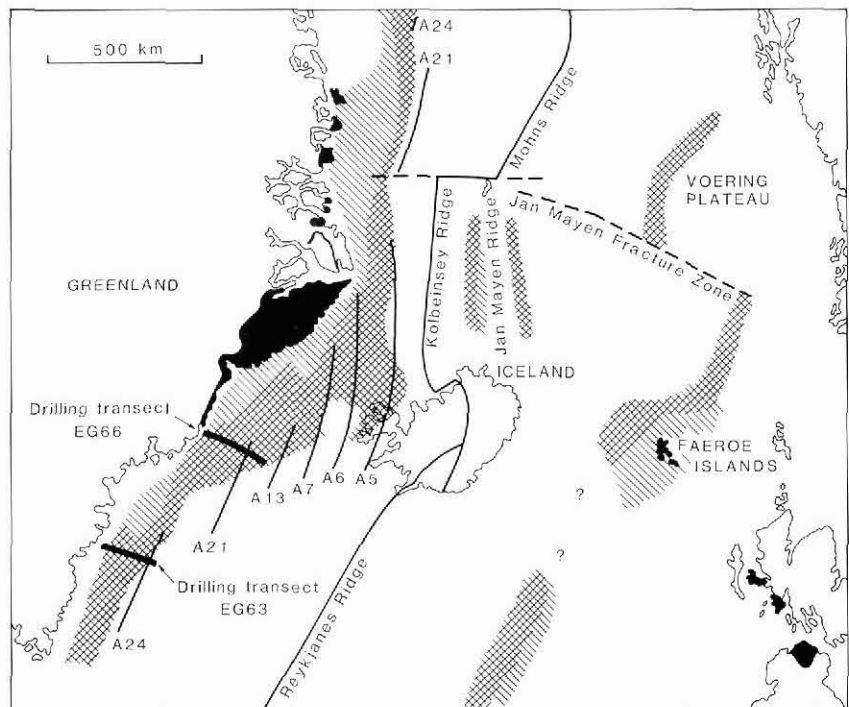 500 km
A24
A21
Mohns Ridge
VOERING
PLATEAU
Jan Mayen Fracture Zone
Kolbeinsey Ridge
Jan Mayen Ridge
GREENLAND
ICELAND
Drilling transect
EG66
FAEROE
ISLANDS
A5
A6
A7
A13
A21
?
?
Drilling transect
EG63
A24
Reykjanes Ridge